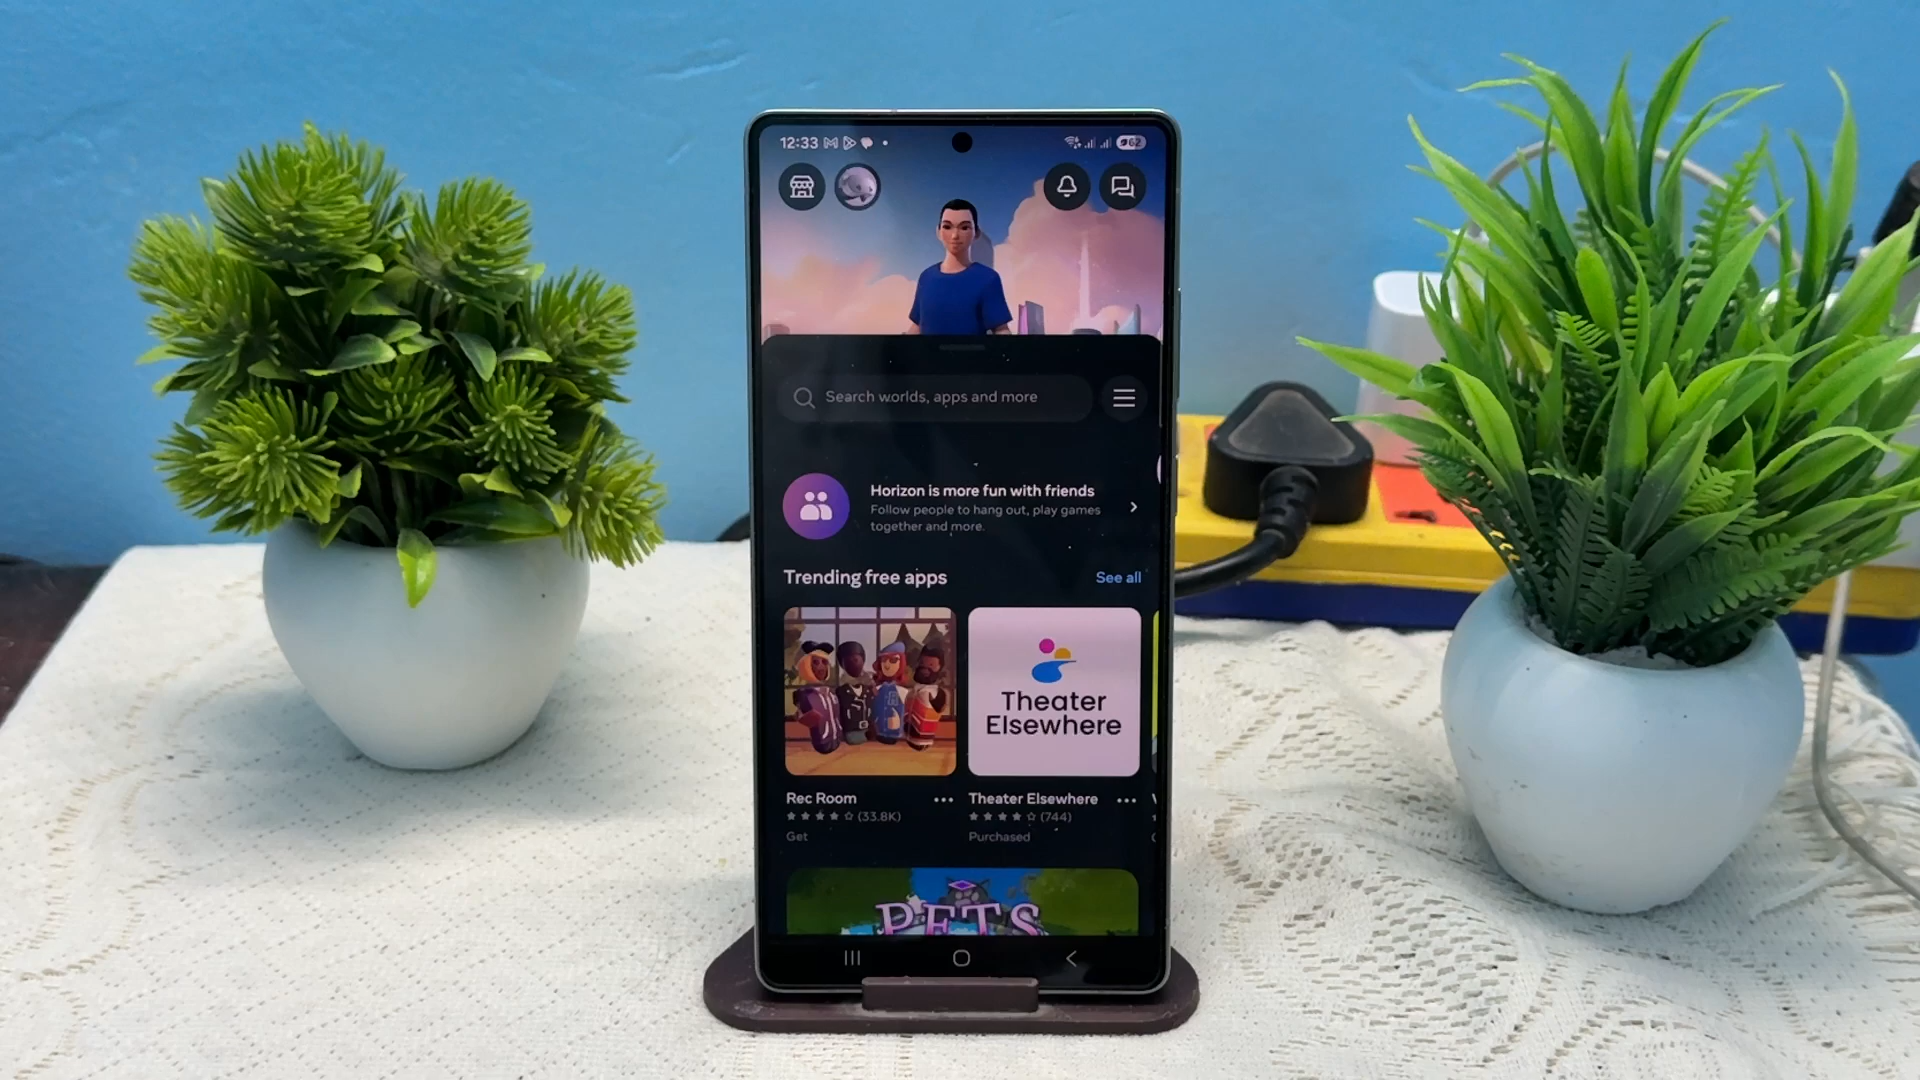 12:33
62
Search worlds, apps and more
Horizon is more fun with friends
Follow people to hang out, play games
together and more.
Trending free apps
See all
Theater
Elsewhere
Rec Room
(33.8K)
Get
Theater Elsewhere
(744)
Purchased
PETS